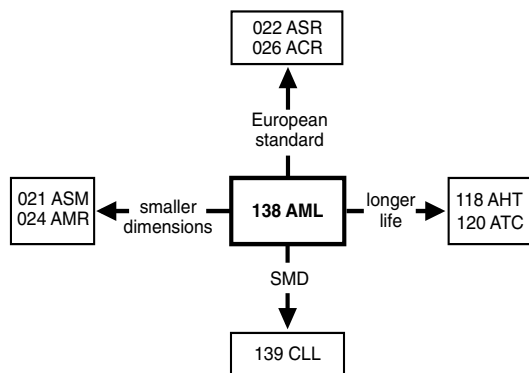 022 ASR
026 ACR
European
standard
021 ASM
024 AMR
smaller
dimensions
138 AML
longer
life
118 AHT
120 ATC
SMD
139 CLL